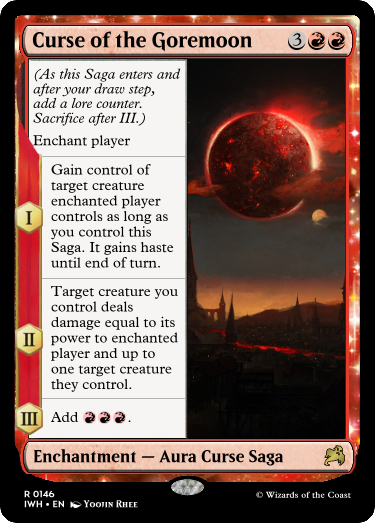 Curse of the Goremoon 3
(As this Saga enters and
after your draw step,
add a lore counter.
Sacrifice after III.)
Enchant player
I
Gain control of
target creature
enchanted player
controls as long as
you control this
Saga. It gains haste
until end of turn.
II
Target creature you
control deals
damage equal to its
power to enchanted
player and up to
one target creature
they control.
III
Add .
Enchantment — Aura Curse Saga
R 0146
IWH • EN Yoojin Rhee
© Wizards of the Coast